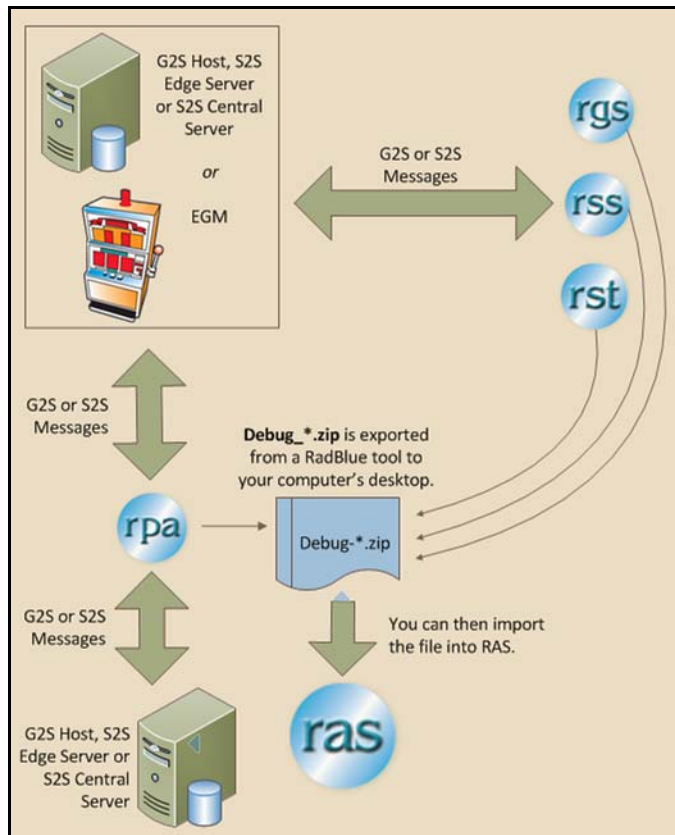 G2S Host, S2S
Edge Server
or S2S Central
Server
or
EGM
G2S or S2S
Messages
rgs
rss
rst
G2S or S2S
Messages
Debug_*.zip is exported
from a RadBlue tool to
your computer's desktop.
rpa
Debug-*.zip
G2S or S2S
Messages
You can then import
the file into RAS.
ras
G2S Host, S2S
Edge Server or
S2S Central
Server